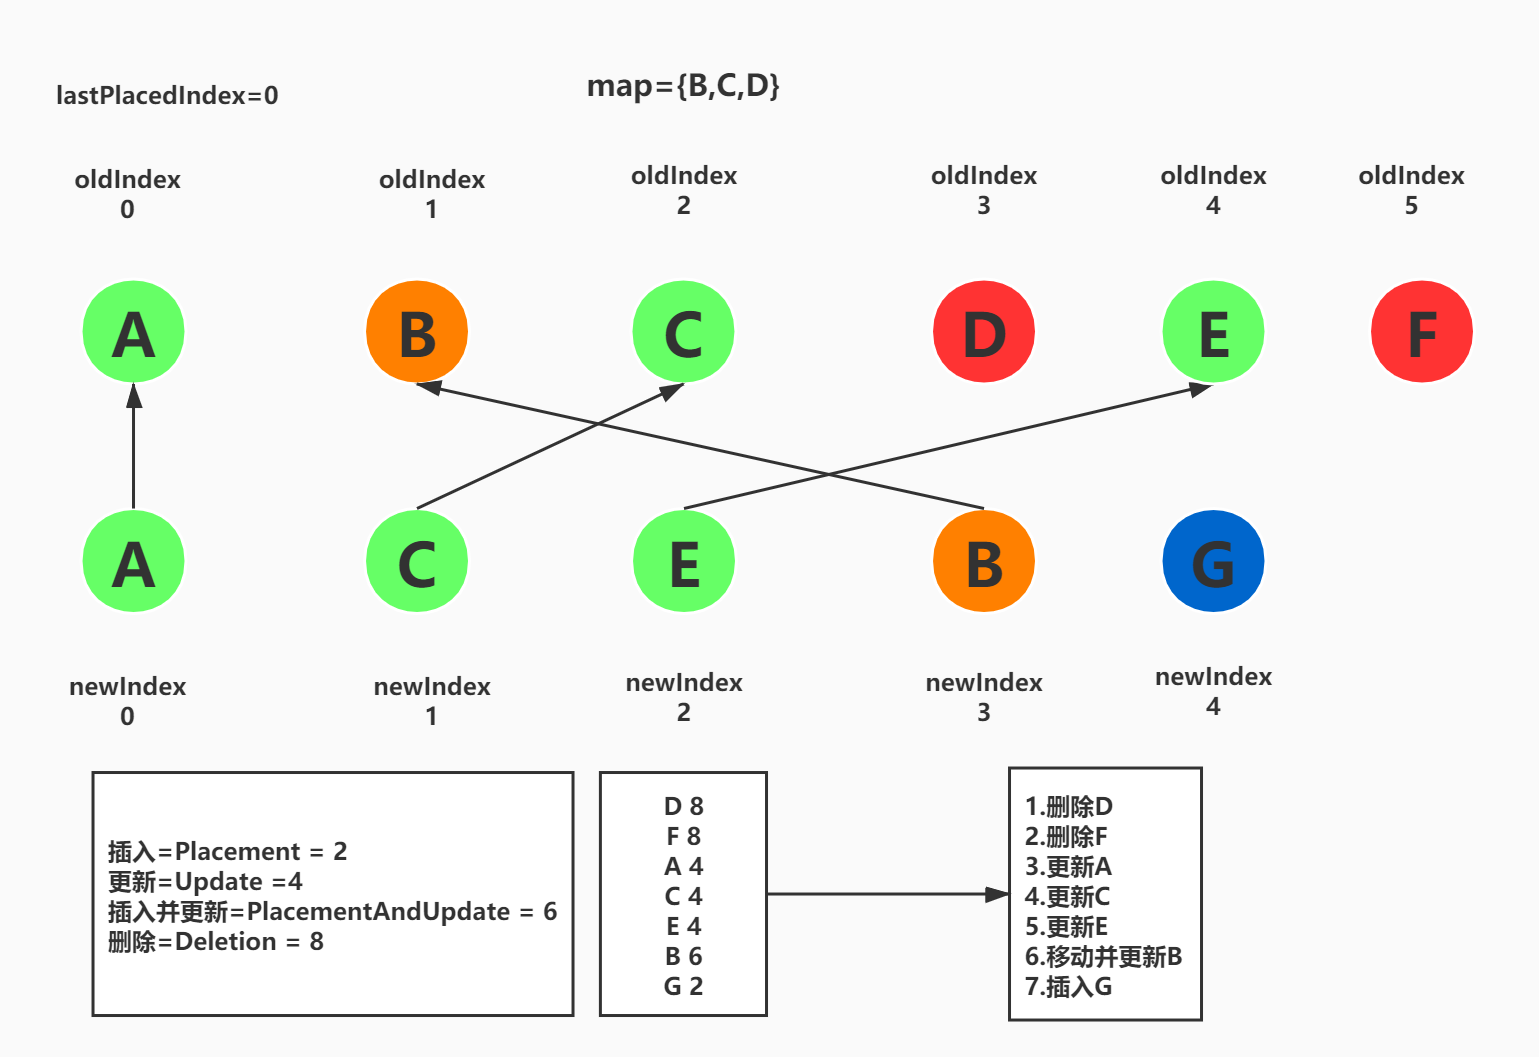 lastPlacedIndex=0
map={B,C,D}
oldIndex
0
oldIndex
1
oldIndex
2
oldIndex
3
oldIndex
4
oldIndex
5
A
B
C
D
E
F
A
C
E
B
G
newIndex
0
newIndex
1
newIndex
2
newIndex
3
newIndex
4
插入=Placement = 2
更新=Update =4
插入并更新=PlacementAndUpdate = 6
删除=Deletion = 8
D 8
F 8
A 4
C 4
E 4
B 6
G 2
1.删除D
2.删除F
3.更新A
4.更新C
5.更新E
6.移动并更新B
7.插入G